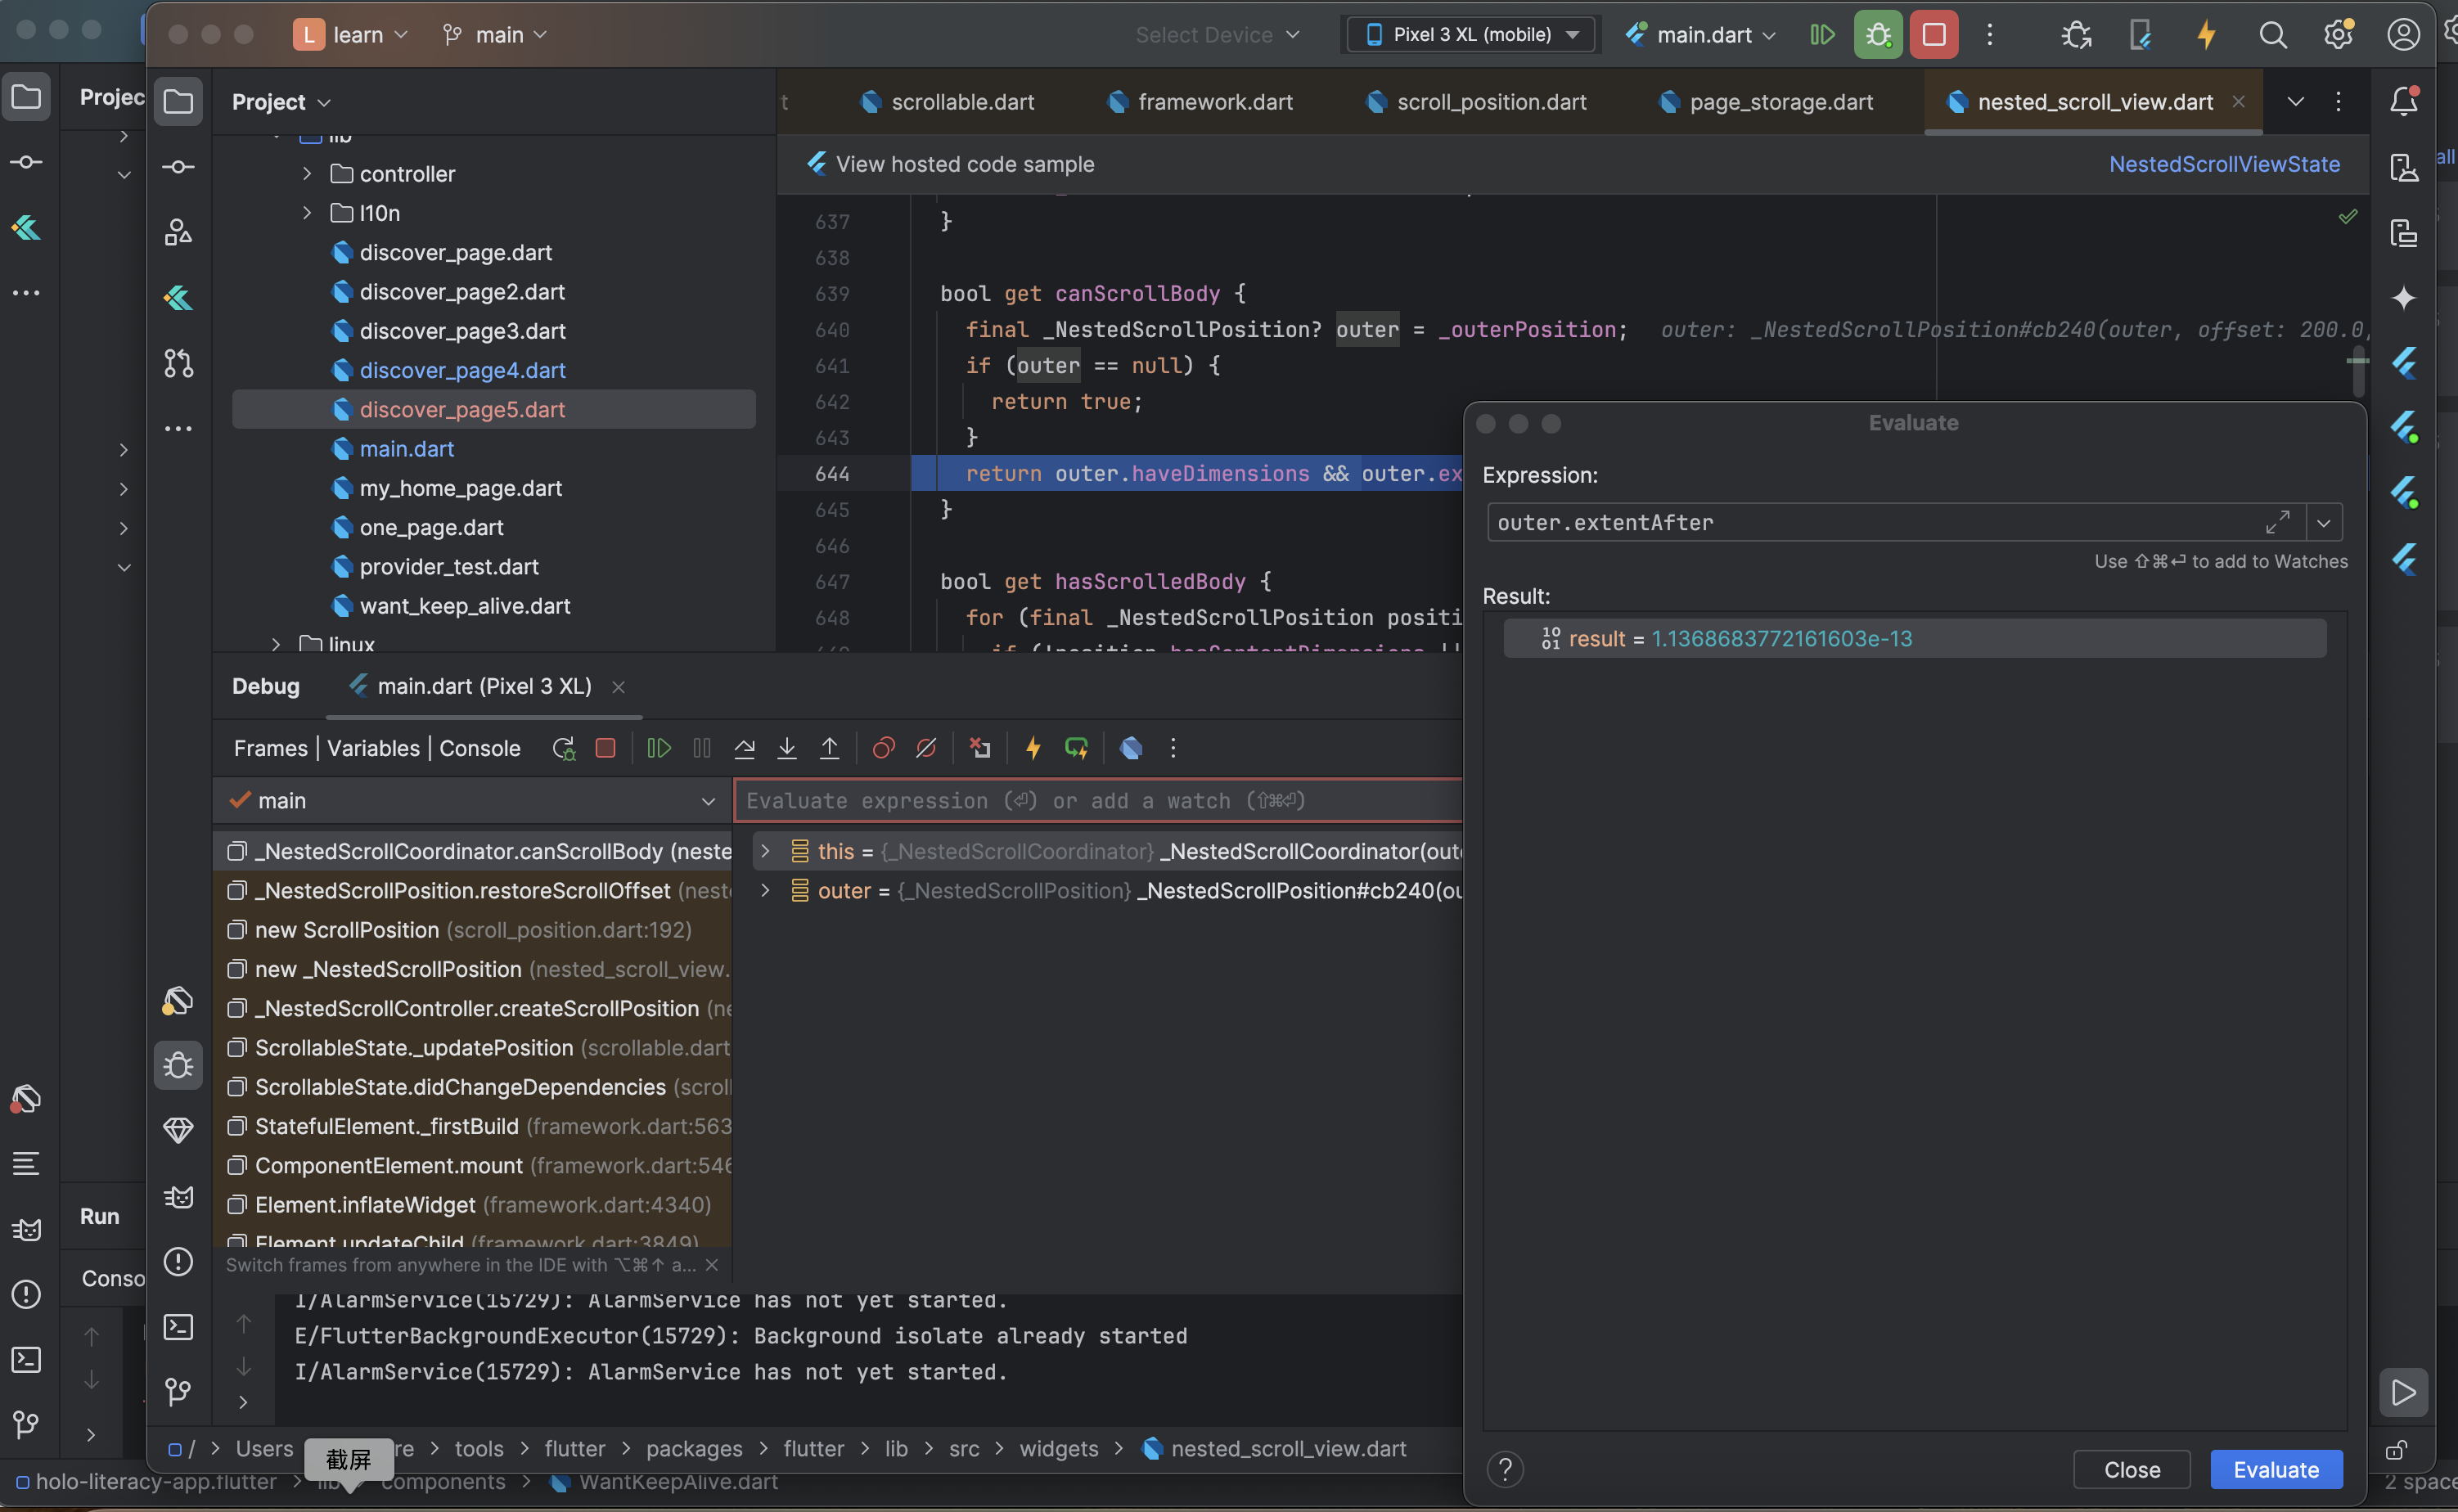 L learn main Select Device Pixel 3 XL (mobile) main.dart
Projec
Project
scrollable.dart framework.dart scroll_position.dart page_storage.dart nested_scroll_view.dart
View hosted code sample NestedScrollViewState
all
lib
controller
l10n
discover_page.dart
discover_page2.dart
discover_page3.dart
discover_page4.dart
discover_page5.dart
main.dart
my_home_page.dart
one_page.dart
provider_test.dart
want_keep_alive.dart
linux
637 }
638
639 bool get canScrollBody {
640 final _NestedScrollPosition? outer = _outerPosition; outer: _NestedScrollPosition#cb240(outer, offset: 200.0,
641 if (outer == null) {
642 return true;
643 }
644 return outer.haveDimensions && outer.ex
645 }
646
647 bool get hasScrolledBody {
648 for (final _NestedScrollPosition positi
Evaluate
Expression:
outer.extentAfter
Use ⇧⌘⏎ to add to Watches
Result:
result = 1.1368683772161603e-13
Close
Evaluate
Debug main.dart (Pixel 3 XL)
Frames | Variables | Console
main
Evaluate expression (⏎) or add a watch (⇧⌘⏎)
_NestedScrollCoordinator.canScrollBody (neste
_NestedScrollPosition.restoreScrollOffset (neste
new ScrollPosition (scroll_position.dart:192)
new _NestedScrollPosition (nested_scroll_view.
_NestedScrollController.createScrollPosition (ne
ScrollableState._updatePosition (scrollable.dart
ScrollableState.didChangeDependencies (scroll
StatefulElement._firstBuild (framework.dart:563
ComponentElement.mount (framework.dart:546
Element.inflateWidget (framework.dart:4340)
Element.updateChild (framework.dart:3849)
Switch frames from anywhere in the IDE with ⌥⌘↑ a...
this = {_NestedScrollCoordinator} _NestedScrollCoordinator(oute
outer = {_NestedScrollPosition} _NestedScrollPosition#cb240(ou
Run
Conso
I/AlarmService(15729): AlarmService has not yet started.
E/FlutterBackgroundExecutor(15729): Background isolate already started
I/AlarmService(15729): AlarmService has not yet started.
/ > Users re > tools > flutter > packages > flutter > lib > src > widgets > nested_scroll_view.dart
截屏
holo-literacy-app.flutter > lib components > WantKeepAlive.dart
2 space